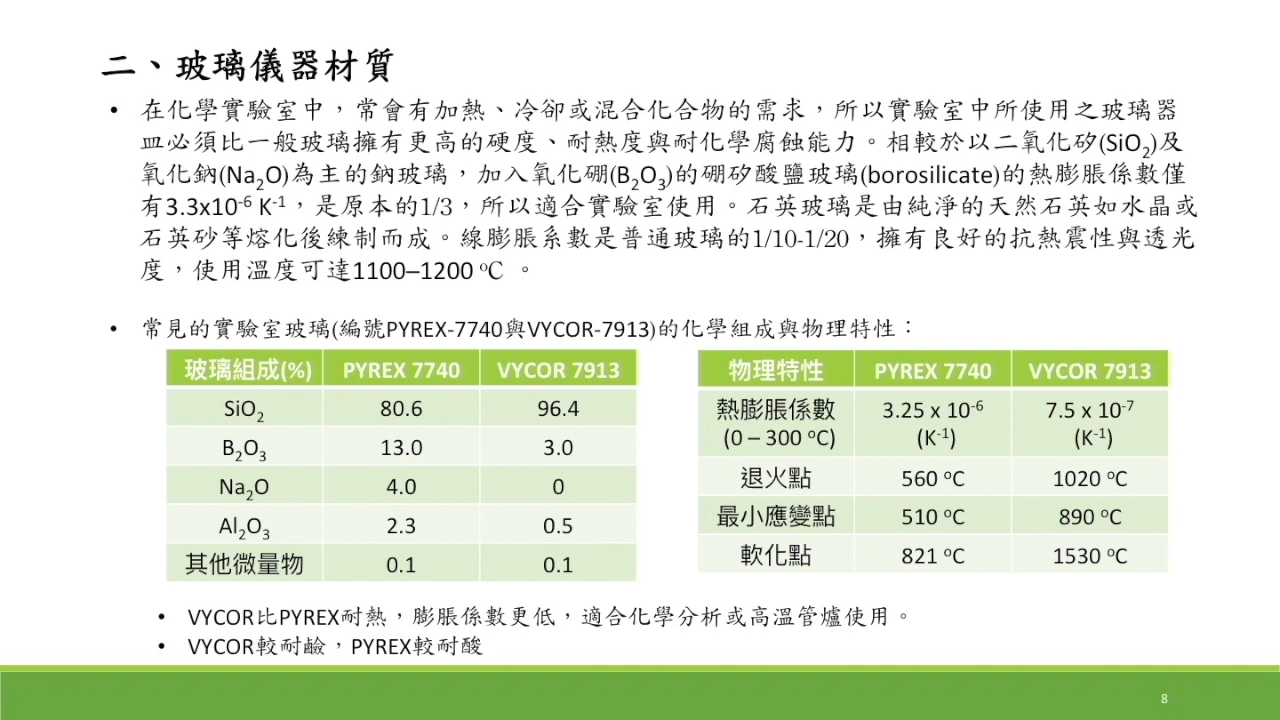 二、玻璃儀器材質
• 在化學實驗室中，常會有加熱、冷卻或混合化合物的需求，所以實驗室中所使用之玻璃器
皿必須比一般玻璃擁有更高的硬度、耐熱度與耐化學腐蝕能力。相較於以二氧化矽(SiO₂)及
氧化鈉(Na₂O)為主的鈉玻璃，加入氧化硼(B₂O₃)的硼矽酸鹽玻璃(borosilicate)的熱膨脹係數僅
有3.3x10⁻⁶ K⁻¹，是原本的1/3，所以適合實驗室使用。石英玻璃是由純淨的天然石英如水晶或
石英砂等熔化後練制而成。線膨脹系數是普通玻璃的1/10-1/20，擁有良好的抗熱震性與透光
度，使用溫度可達1100–1200 ºC 。
• 常見的實驗室玻璃(編號PYREX-7740與VYCOR-7913)的化學組成與物理特性：
玻璃組成(%) PYREX 7740 VYCOR 7913
SiO₂ 80.6 96.4
B₂O₃ 13.0 3.0
Na₂O 4.0 0
Al₂O₃ 2.3 0.5
其他微量物 0.1 0.1
物理特性 PYREX 7740 VYCOR 7913
熱膨脹係數 3.25 x 10⁻⁶ 7.5 x 10⁻⁷
(0 – 300 ºC) (K⁻¹) (K⁻¹)
退火點 560 ºC 1020 ºC
最小應變點 510 ºC 890 ºC
軟化點 821 ºC 1530 ºC
• VYCOR比PYREX耐熱，膨脹係數更低，適合化學分析或高溫管爐使用。
• VYCOR較耐鹼，PYREX較耐酸
8